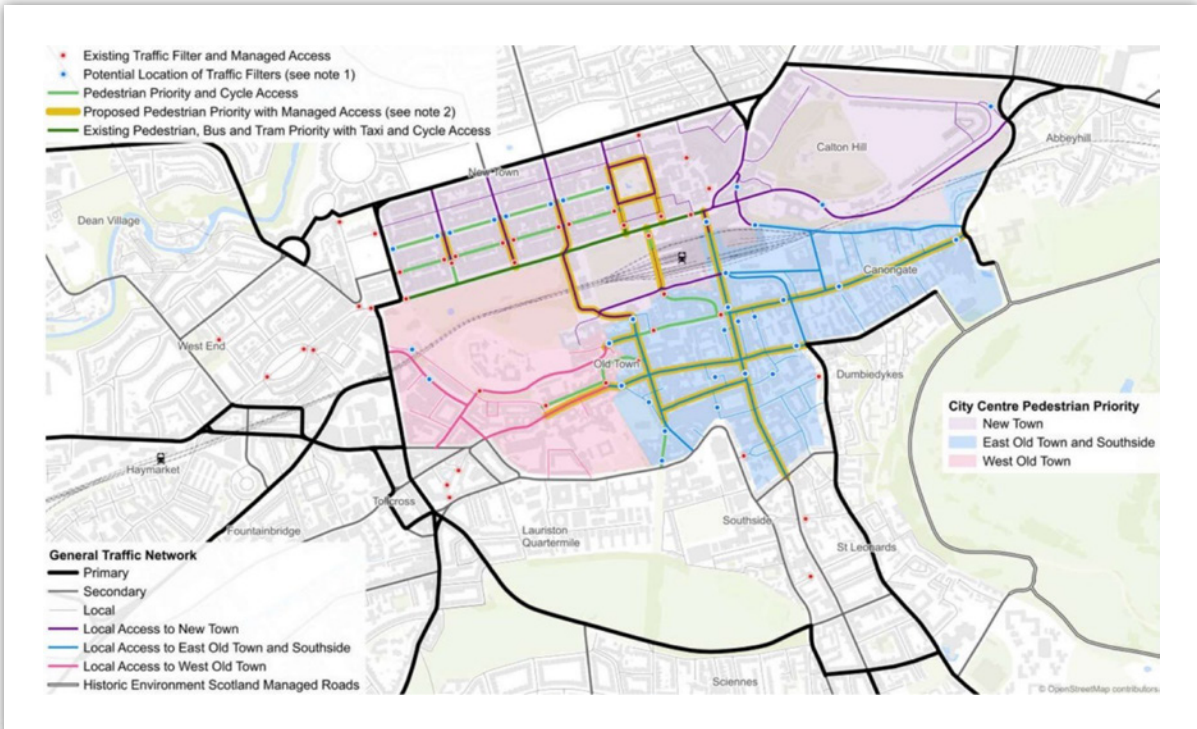 Existing Traffic Filter and Managed Access
Potential Location of Traffic Filters (see note 1)
Pedestrian Priority and Cycle Access
Proposed Pedestrian Priority with Managed Access (see note 2)
Existing Pedestrian, Bus and Tram Priority with Taxi and Cycle Access
Abbeyhill
Calton Hill
New Town
Dean Village
Canongate
West End
Old Town
Dumbiedykes
City Centre Pedestrian Priority
New Town
East Old Town and Southside
West Old Town
Haymarket
Tollcross
Fountainbridge
Lauriston
Quartermile
Southside
St Leonards
General Traffic Network
Primary
Secondary
Local
Local Access to New Town
Local Access to East Old Town and Southside
Local Access to West Old Town
Historic Environment Scotland Managed Roads
Sciennes
© OpenStreetMap contributors